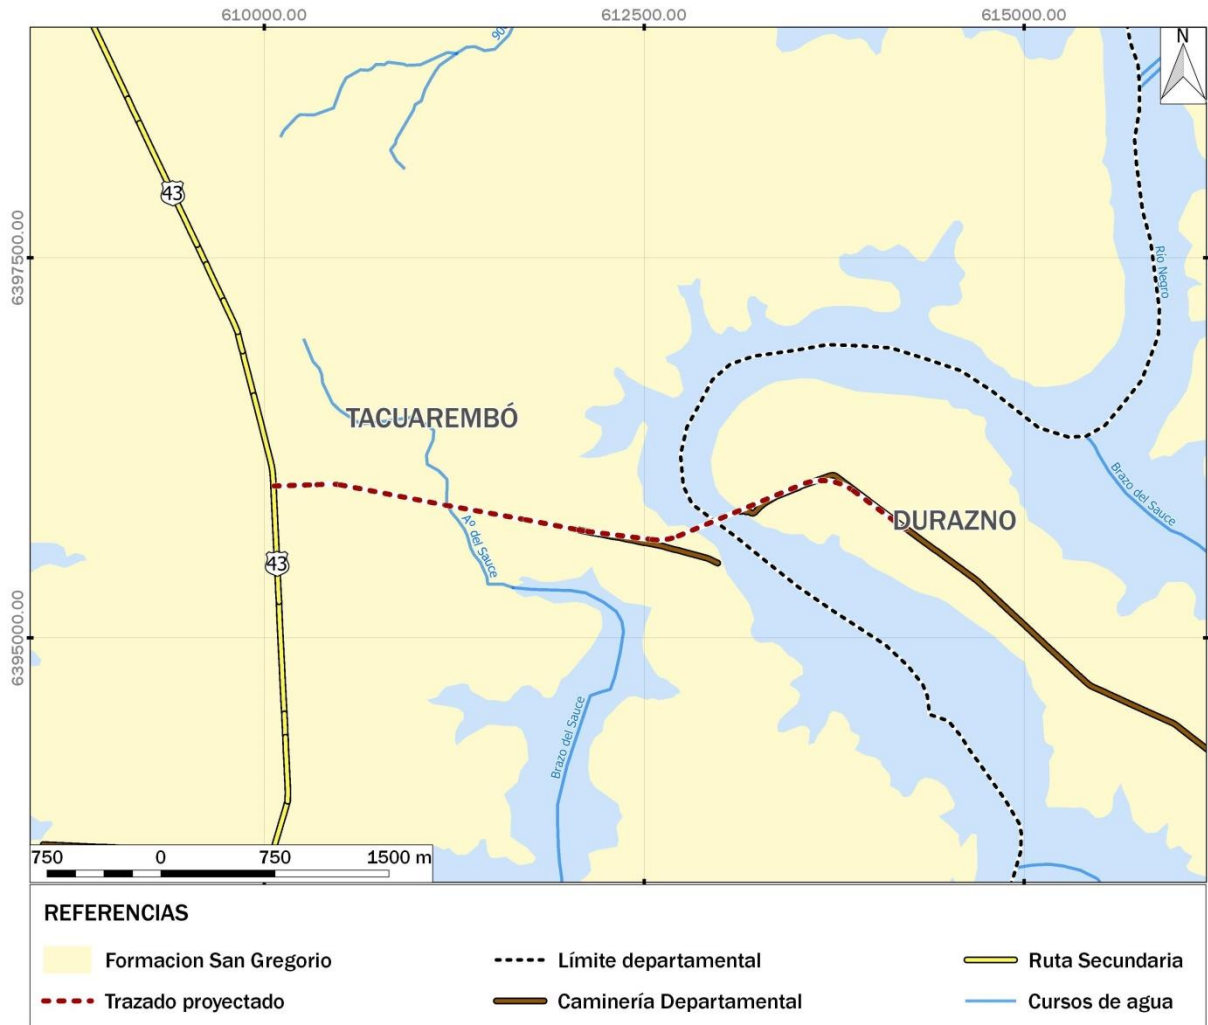 610000.00 612500.00 615000.00
N
43
6397500.00
Río Negro
TACUAREMBÓ
Brazo del Sauce
DURAZNO
Aº del Sauce
43
6395000.00
Brazo del Sauce
750 0 750 1500 m
REFERENCIAS
Formacion San Gregorio Límite departamental Ruta Secundaria
Trazado proyectado Caminería Departamental Cursos de agua